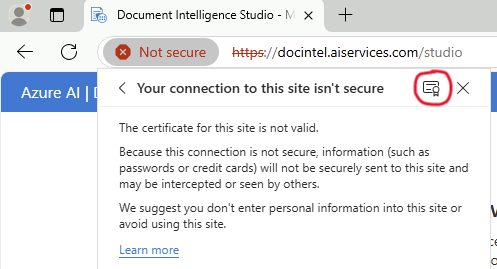 Document Intelligence Studio - M
Not secure
https://docintel.aiservices.com/studio
Azure AI | D
Your connection to this site isn't secure
The certificate for this site is not valid.
Because this connection is not secure, information (such as
passwords or credit cards) will not be securely sent to this site and
may be intercepted or seen by others.
We suggest you don't enter personal information into this site or
avoid using this site.
Learn more